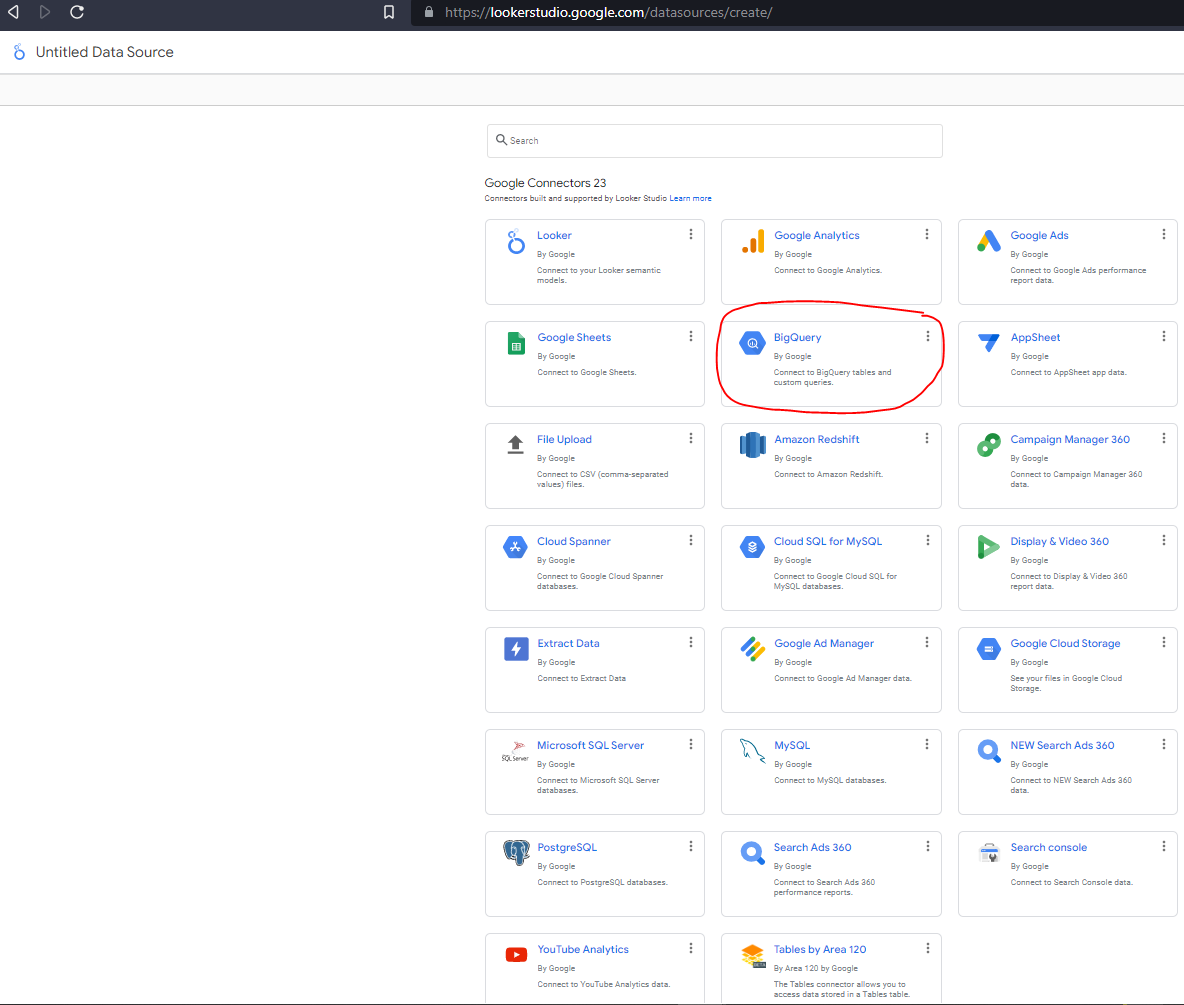 https://lookerstudio.google.com/datasources/create/
Untitled Data Source
Search
Google Connectors 23
Connectors built and supported by Looker Studio Learn more
Looker
By Google
Connect to your Looker semantic
models.
Google Analytics
By Google
Connect to Google Analytics.
Google Ads
By Google
Connect to Google Ads performance
report data.
Google Sheets
By Google
Connect to Google Sheets.
BigQuery
By Google
Connect to BigQuery tables and
custom queries.
AppSheet
By Google
Connect to AppSheet app data.
File Upload
By Google
Connect to CSV (comma-separated
values) files.
Amazon Redshift
By Google
Connect to Amazon Redshift.
Campaign Manager 360
By Google
Connect to Campaign Manager 360
data.
Cloud Spanner
By Google
Connect to Google Cloud Spanner
databases.
Cloud SQL for MySQL
By Google
Connect to Google Cloud SQL for
MySQL databases.
Display & Video 360
By Google
Connect to Display & Video 360
report data.
Extract Data
By Google
Connect to Extract Data
Google Ad Manager
By Google
Connect to Google Ad Manager data.
Google Cloud Storage
By Google
See your files in Google Cloud
Storage.
SQL Server
Microsoft SQL Server
By Google
Connect to Microsoft SQL Server
databases.
MySQL
By Google
Connect to MySQL databases.
NEW Search Ads 360
By Google
Connect to NEW Search Ads 360
data.
PostgreSQL
By Google
Connect to PostgreSQL databases.
Search Ads 360
By Google
Connect to Search Ads 360
performance reports.
Search console
By Google
Connect to Search Console data.
YouTube Analytics
By Google
Connect to YouTube Analytics data.
BETA
Tables by Area 120
By Area 120 by Google
The Tables connector allows you to
access data stored in a Tables table.